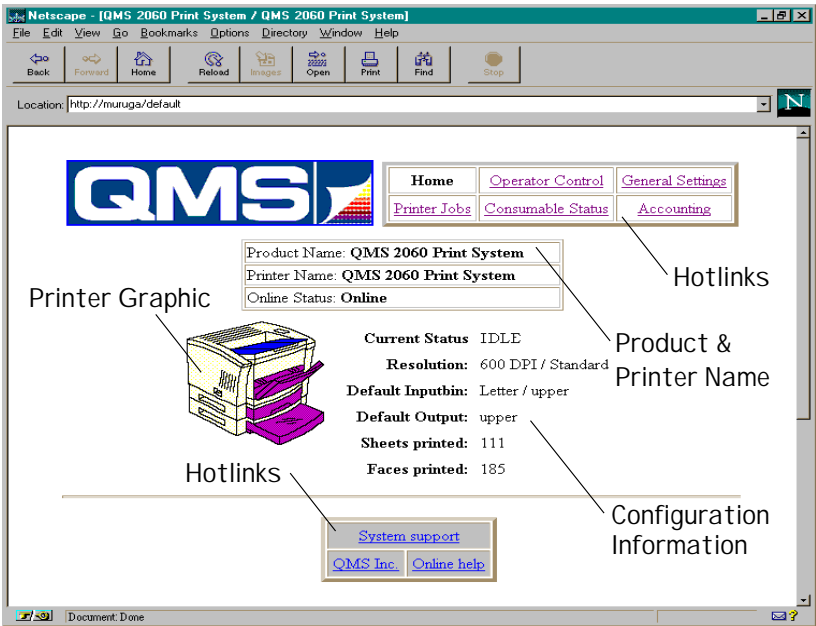 Netscape - [QMS 2060 Print System / QMS 2060 Print System]
File Edit View Go Bookmarks Options Directory Window Help
Back Forward Home Reload Images Open Print Find Stop
Location: http://muruga/default
N
QMS
Home Operator Control General Settings
Printer Jobs Consumable Status Accounting
Product Name: QMS 2060 Print System
Printer Name: QMS 2060 Print System
Online Status: Online
Hotlinks
Printer Graphic
Product &
Printer Name
Current Status IDLE
Resolution: 600 DPI / Standard
Default Inputbin: Letter / upper
Default Output: upper
Sheets printed: 111
Faces printed: 185
Hotlinks
Configuration
Information
System support
QMS Inc. Online help
Document: Done